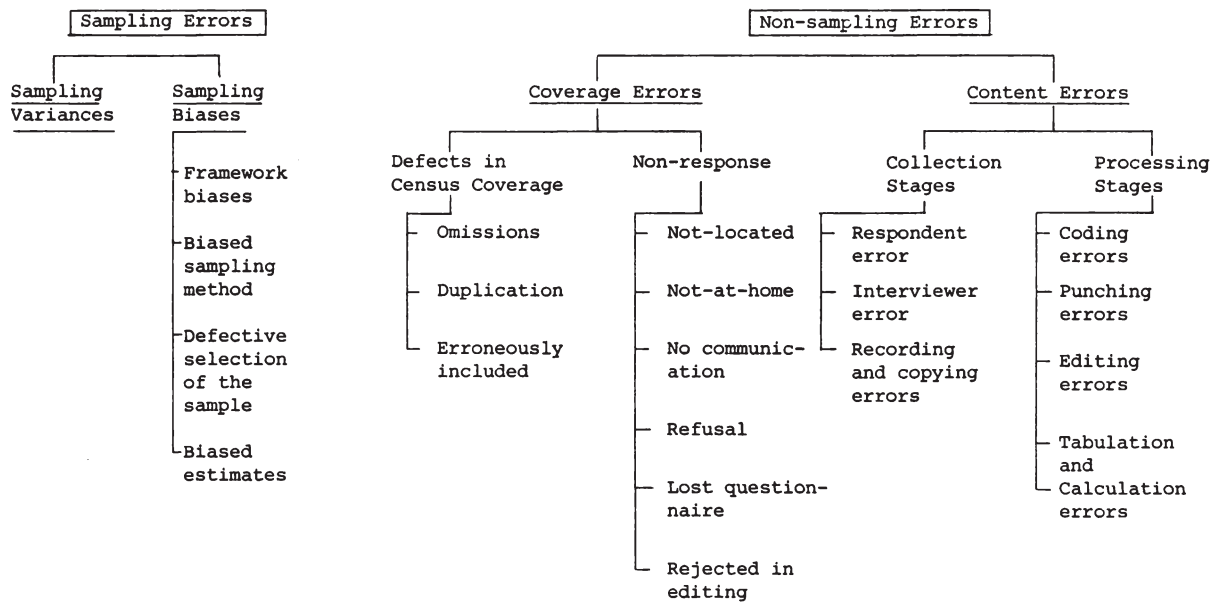 Sampling Errors
Sampling
Variances
Sampling
Biases
Framework
biases
Biased
sampling
method
Defective
selection
of the
sample
Biased
estimates
Non-sampling Errors
Coverage Errors
Defects in
Census Coverage
Omissions
Duplication
Erroneously
included
Non-response
Not-located
Not-at-home
No communic-
ation
Refusal
Lost question-
naire
Rejected in
editing
Content Errors
Collection
Stages
Respondent
error
Interviewer
error
Recording
and copying
errors
Processing
Stages
Coding
errors
Punching
errors
Editing
errors
Tabulation
and
Calculation
errors